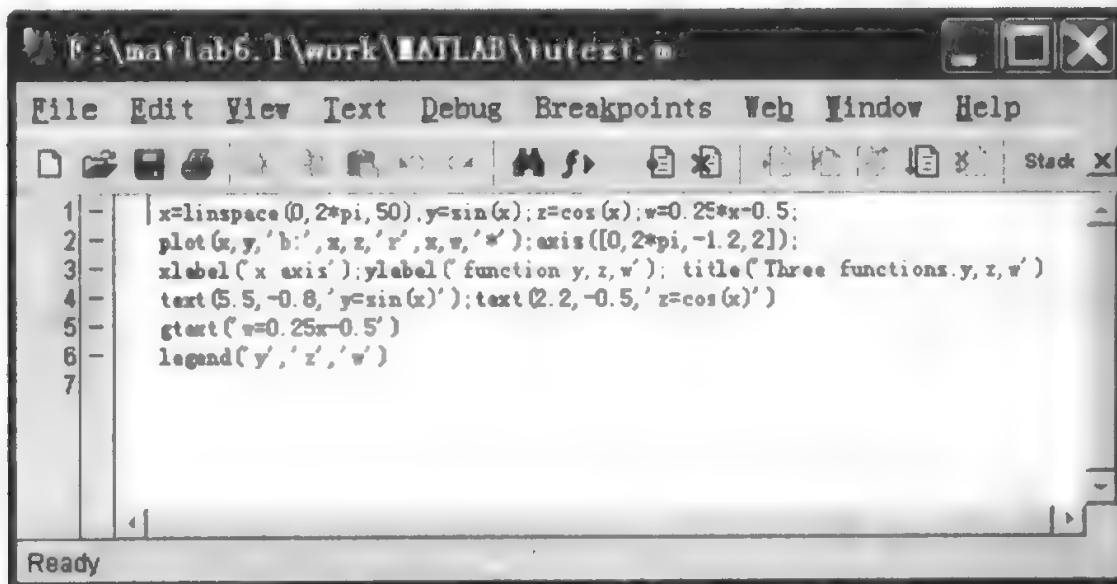 E:\matlab6.1\work\MATLAB\tutext.m
File Edit View Text Debug Breakpoints Web Window Help
Stack
1 x=linspace(0,2*pi,50),y=sin(x);z=cos(x);w=0.25*x-0.5;
2 plot(x,y,'b:',x,z,'r',x,w,'*');axis([0,2*pi,-1.2,2]);
3 xlabel('x axis');ylabel('function y,z,w'); title('Three functions.y,z,w')
4 text(5.5,-0.8,'y=sin(x)');text(2.2,-0.5,'z=cos(x)')
5 gtext('w=0.25x-0.5')
6 legend('y','z','w')
7
Ready